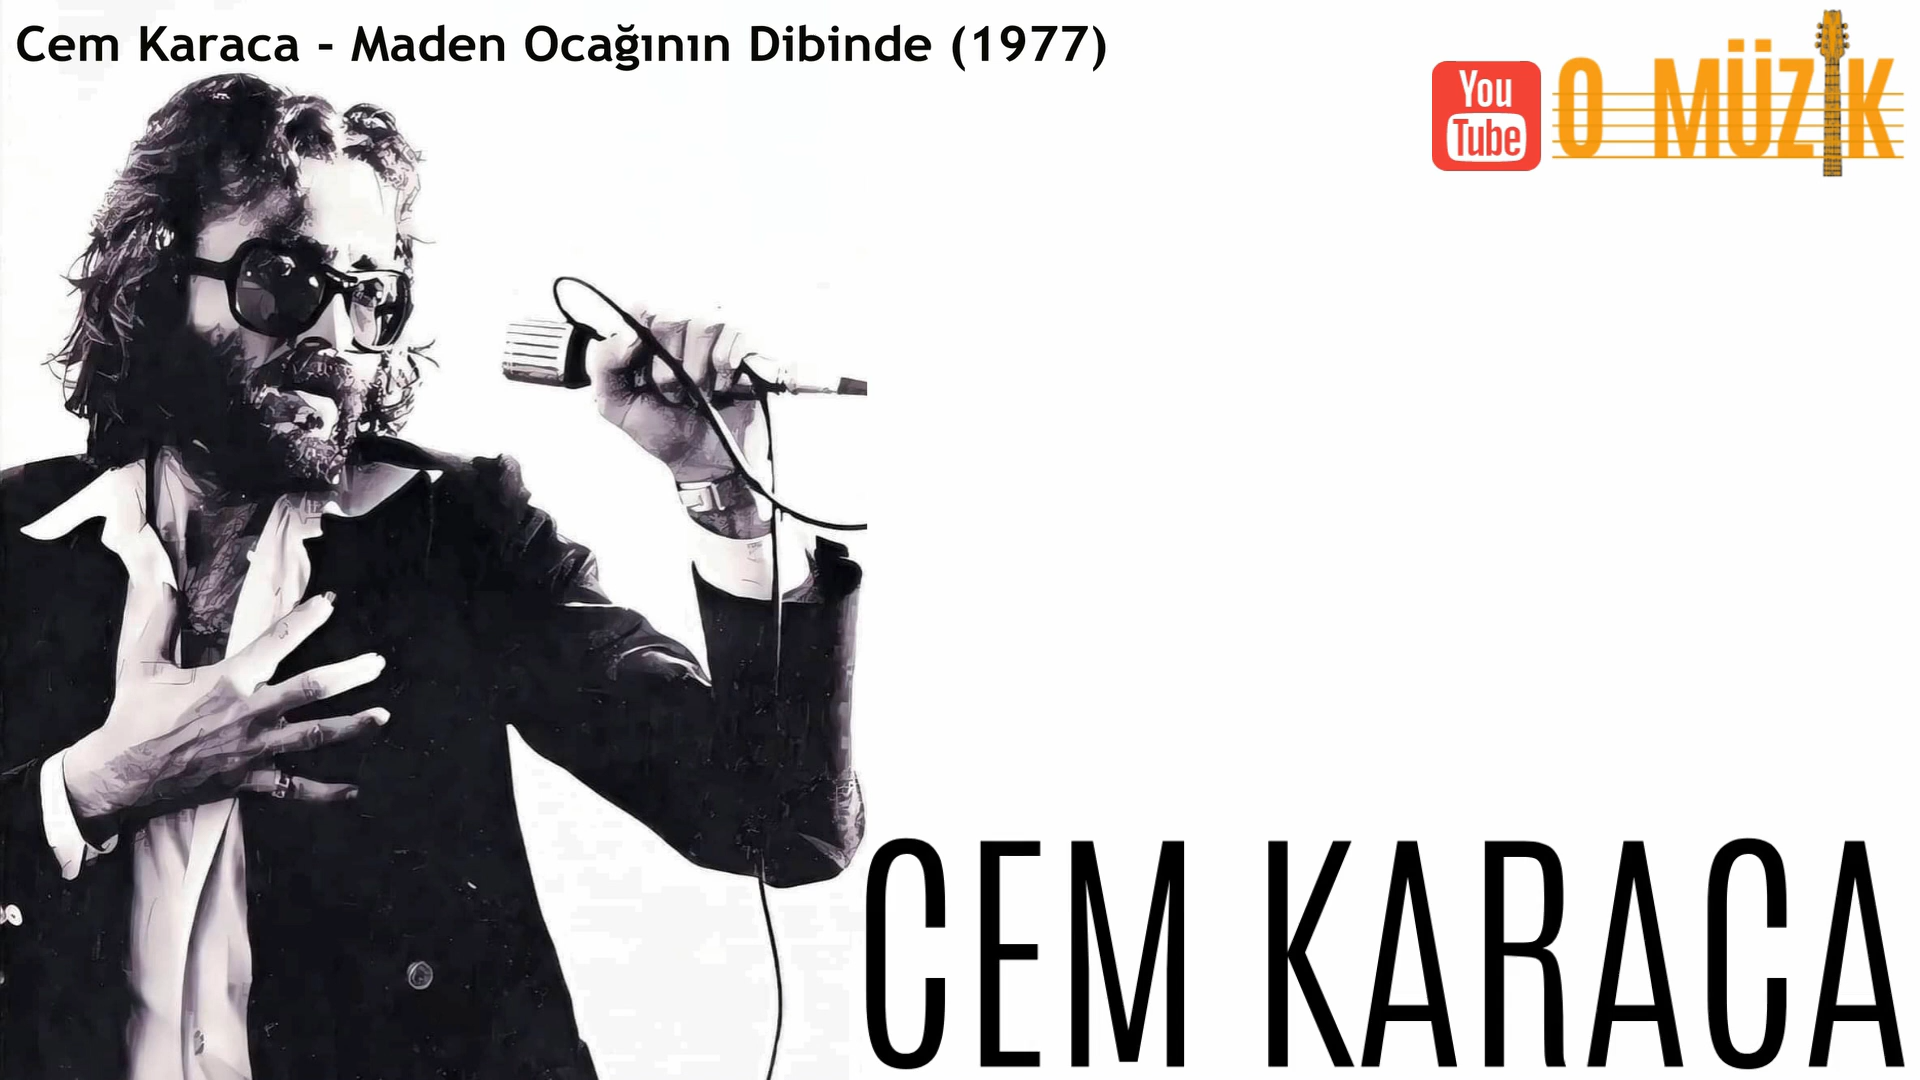 Cem Karaca - Maden Ocağının Dibinde (1977)
You
Tube
O MÜZİK
CEM KARACA